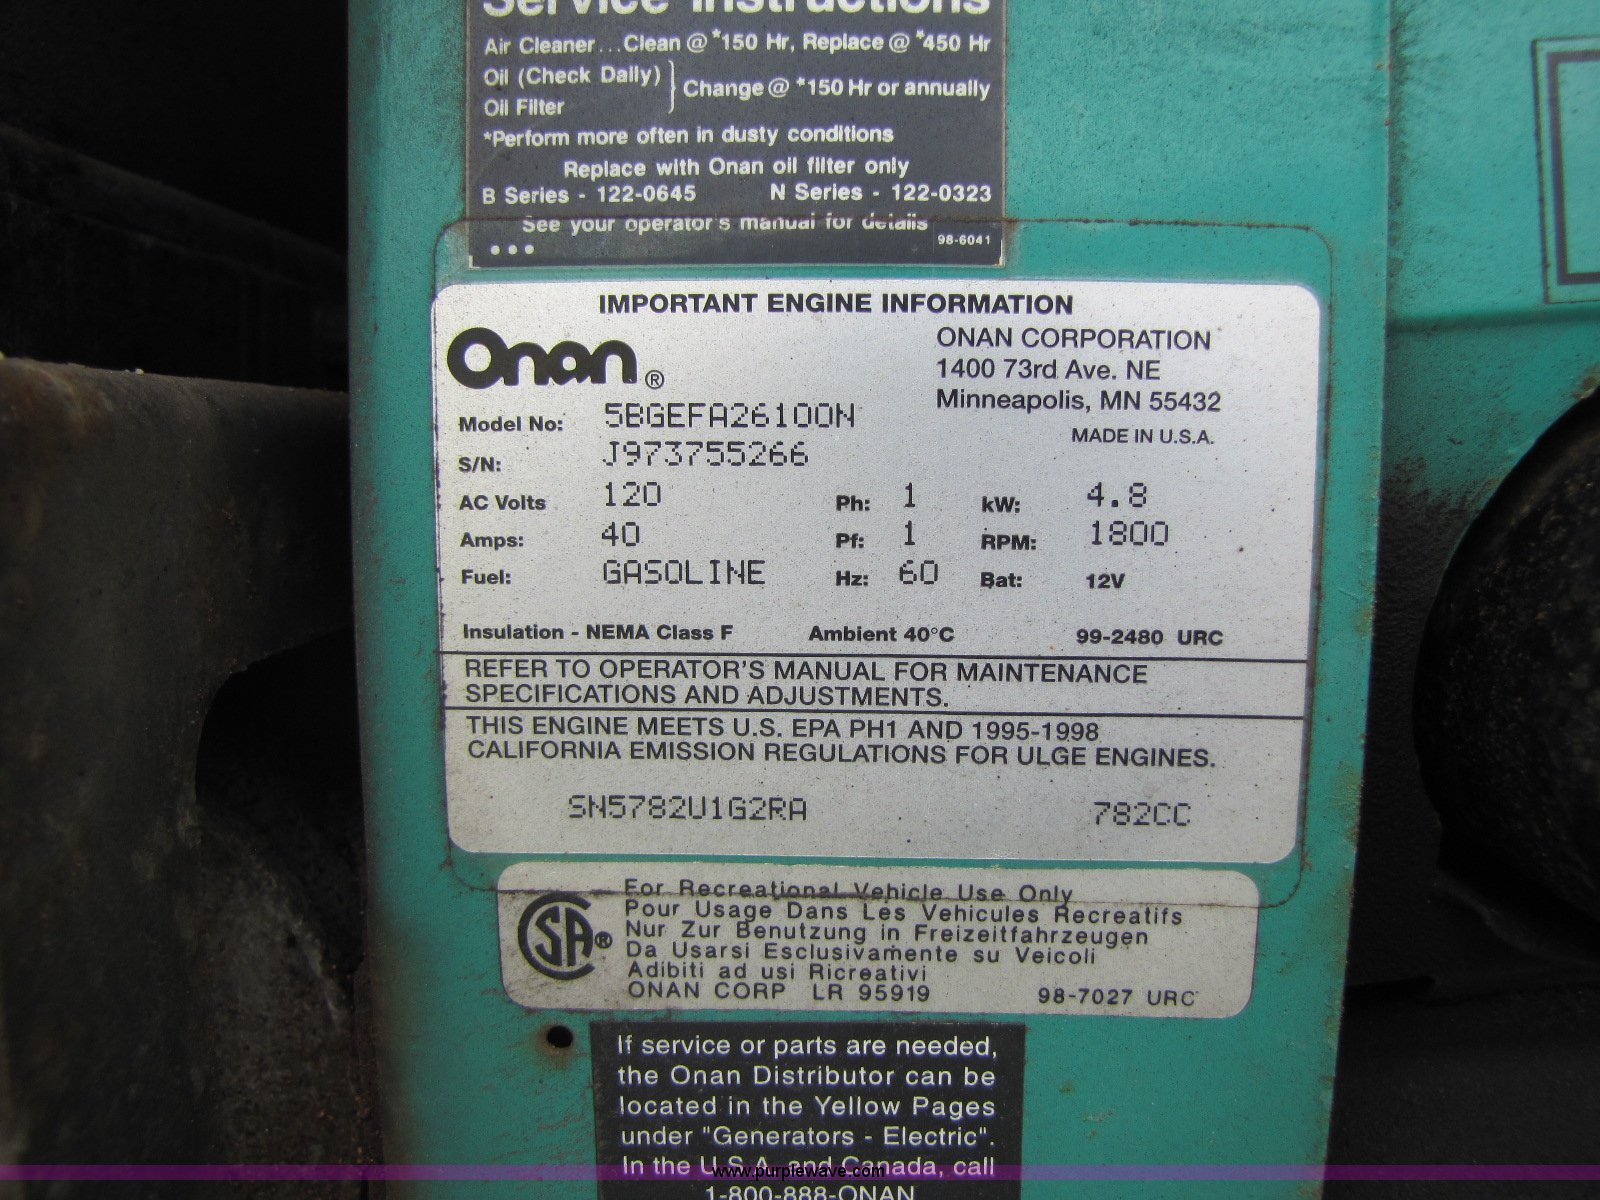 Service Instructions
Air Cleaner...Clean @ *150 Hr, Replace @ *450 Hr
Oil (Check Daily)
Oil Filter
Change @ *150 Hr or annually
*Perform more often in dusty conditions
Replace with Onan oil filter only
B Series - 122-0645 N Series - 122-0323
See your operator's manual for details
98-6041
IMPORTANT ENGINE INFORMATION
Onan®
ONAN CORPORATION
1400 73rd Ave. NE
Minneapolis, MN 55432
MADE IN U.S.A.
Model No: 5BGEFA26100N
S/N: J973755266
AC Volts 120 Ph: 1 kW: 4.8
Amps: 40 Pf: 1 RPM: 1800
Fuel: GASOLINE Hz: 60 Bat: 12V
Insulation - NEMA Class F Ambient 40°C 99-2480 URC
REFER TO OPERATOR'S MANUAL FOR MAINTENANCE
SPECIFICATIONS AND ADJUSTMENTS.
THIS ENGINE MEETS U.S. EPA PH1 AND 1995-1998
CALIFORNIA EMISSION REGULATIONS FOR ULGE ENGINES.
SN5782U1G2RA 782CC
SA®
For Recreational Vehicle Use Only
Pour Usage Dans Les Vehicules Recreatifs
Nur Zur Benutzung in Freizeitfahrzeugen
Da Usarsi Esclusivamente su Veicoli
Adibiti ad usi Ricreativi
ONAN CORP LR 95919 98-7027 URC
If service or parts are needed,
the Onan Distributor can be
located in the Yellow Pages
under "Generators - Electric".
In the U.S.A. and Canada, call
1-800-888-ONAN
www.purplewave.com